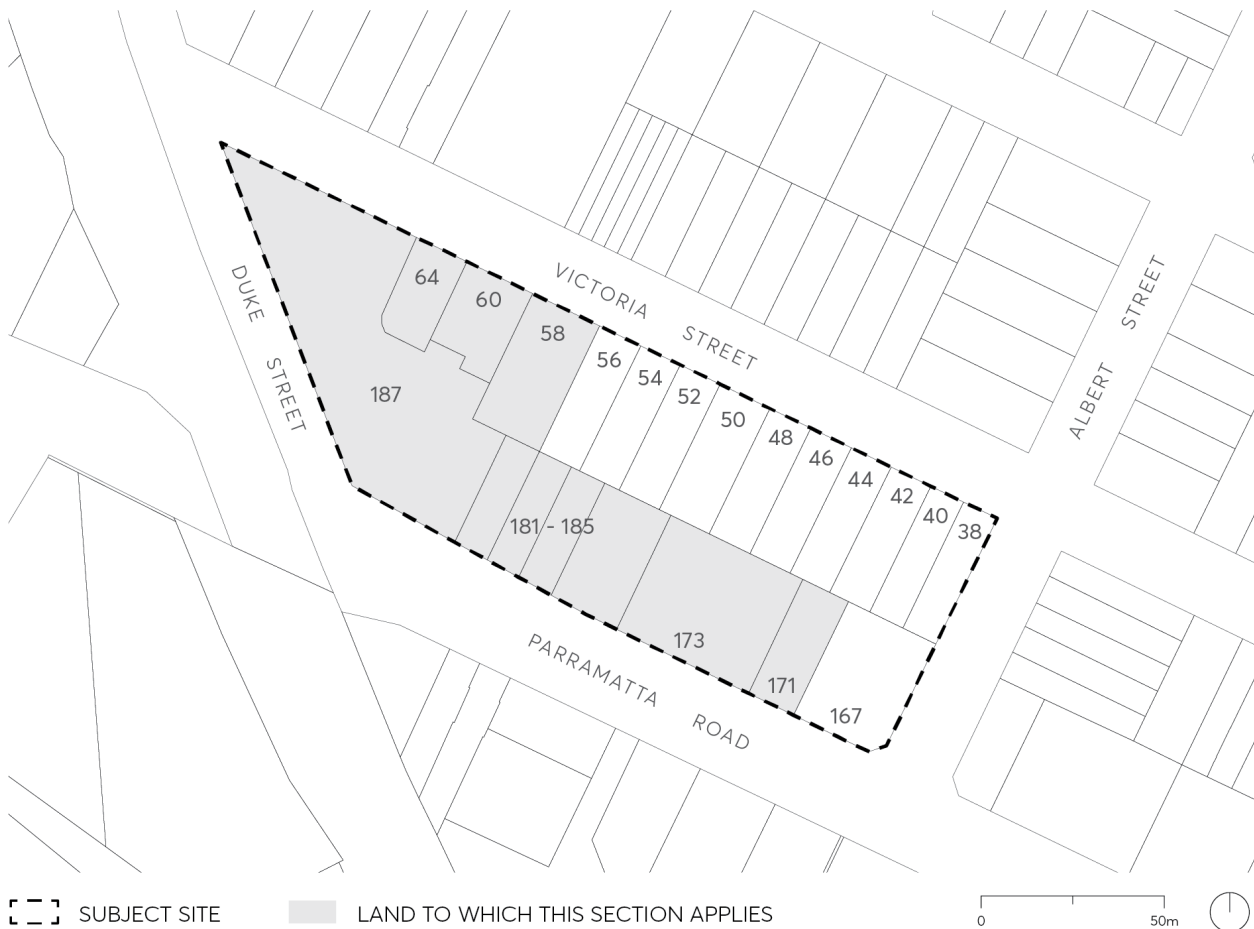 VICTORIA STREET
ALBERT STREET
DUKE STREET
64
60
58
56
54
52
50
48
46
44
42
40
38
187
181 - 185
173
171
167
PARRAMATTA ROAD
SUBJECT SITE
LAND TO WHICH THIS SECTION APPLIES
0
50m